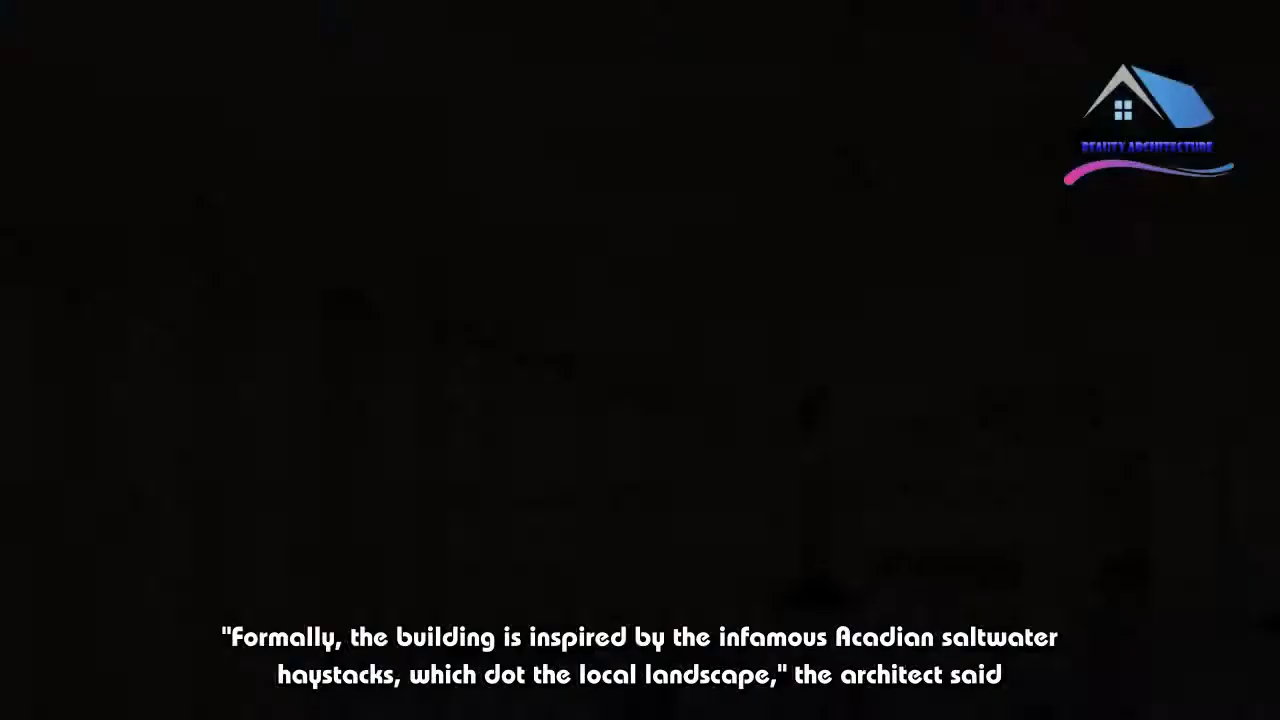 BEAUTY ARCHITECTURE
"Formally, the building is inspired by the infamous Acadian saltwater
haystacks, which dot the local landscape," the architect said